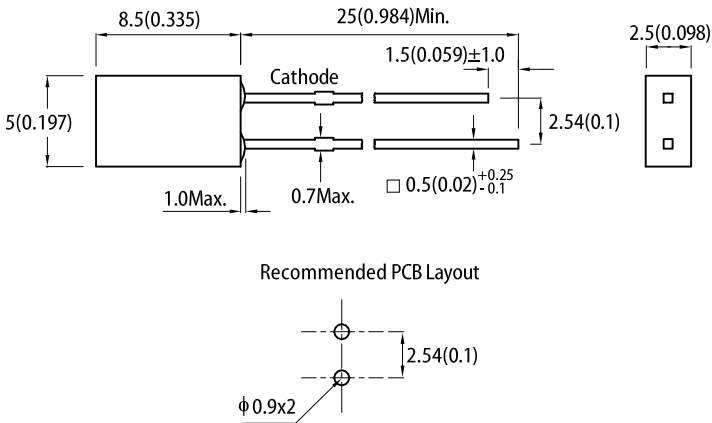 8.5(0.335)
25(0.984)Min.
2.5(0.098)
1.5(0.059)±1.0
Cathode
5(0.197)
2.54(0.1)
1.0Max.
0.7Max.
□ 0.5(0.02)+0.25
-0.1
Recommended PCB Layout
2.54(0.1)
ϕ0.9x2